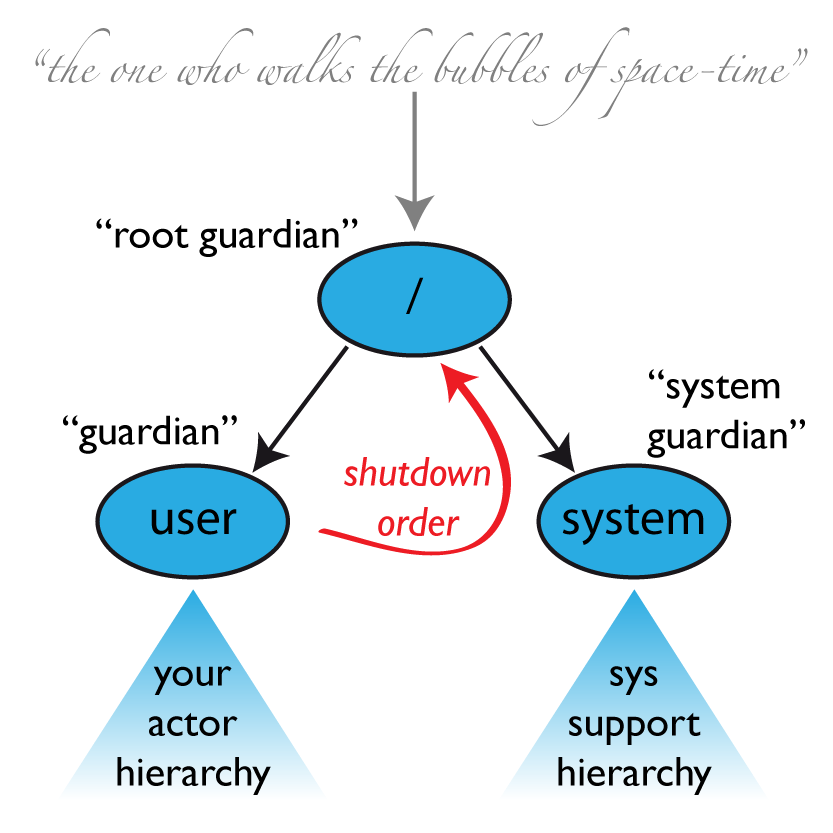 “the one who walks the bubbles of space-time”
“root guardian”
/
“guardian”
“system
guardian”
shutdown
order
user
system
your
actor
hierarchy
sys
support
hierarchy